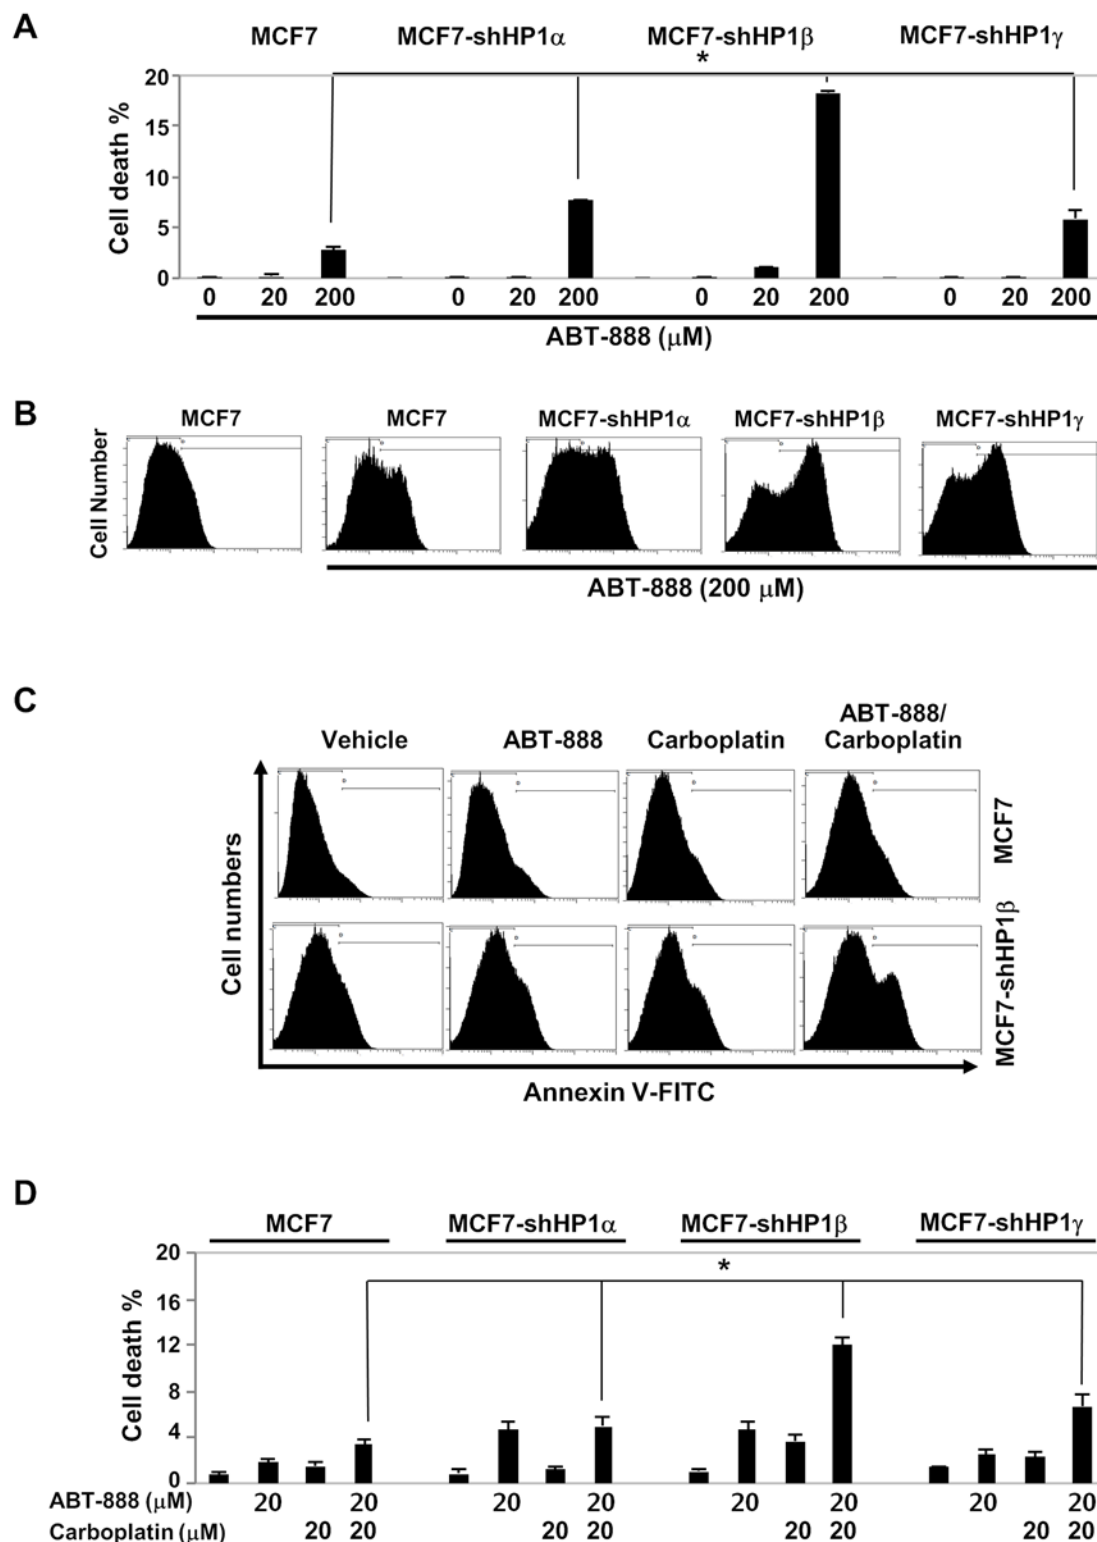 A
MCF7 MCF7-shHP1α MCF7-shHP1β MCF7-shHP1γ
*
Cell death %
20
15
10
5
0
0 20 200 0 20 200 0 20 200 0 20 200
ABT-888 (μM)
B
MCF7 MCF7 MCF7-shHP1α MCF7-shHP1β MCF7-shHP1γ
Cell Number
ABT-888 (200 μM)
C
Vehicle ABT-888 Carboplatin ABT-888/
Carboplatin
Cell numbers
MCF7
MCF7-shHP1β
Annexin V-FITC
D
MCF7 MCF7-shHP1α MCF7-shHP1β MCF7-shHP1γ
*
Cell death %
20
16
12
8
4
0
ABT-888 (μM) 20 20 20 20 20 20 20 20
Carboplatin (μM) 20 20 20 20 20 20 20 20